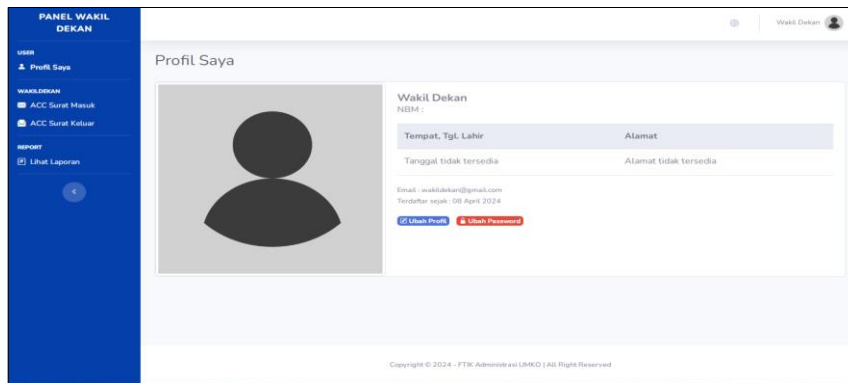 PANEL WAKIL
DEKAN
USER
Profil Saya
WAKILDEKAN
ACC Surat Masuk
ACC Surat Keluar
REPORT
Lihat Laporan
Wakil Dekan
Profil Saya
Wakil Dekan
NBM :
Tempat, Tgl. Lahir Alamat
Tanggal tidak tersedia Alamat tidak tersedia
Email : wakildekan@gmail.com
Terdaftar sejak : 08 April 2024
Ubah Profil Ubah Password
Copyright © 2024 - FTIK Administrasi UMKO | All Right Reserved